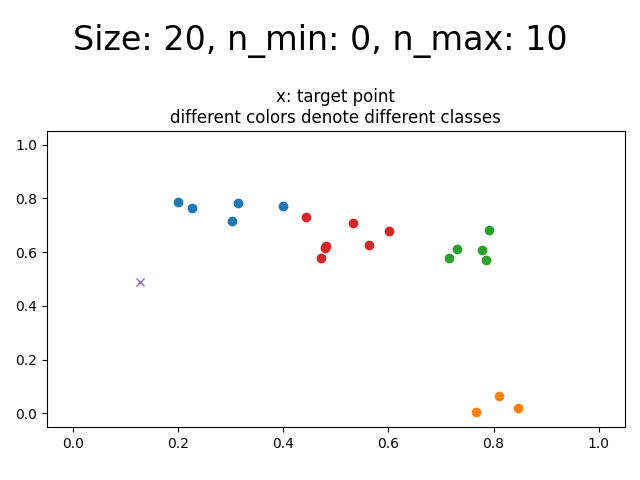 Size: 20, n_min: 0, n_max: 10
x: target point
different colors denote different classes
1.0
0.8
0.6
0.4
0.2
0.0
0.0 0.2 0.4 0.6 0.8 1.0